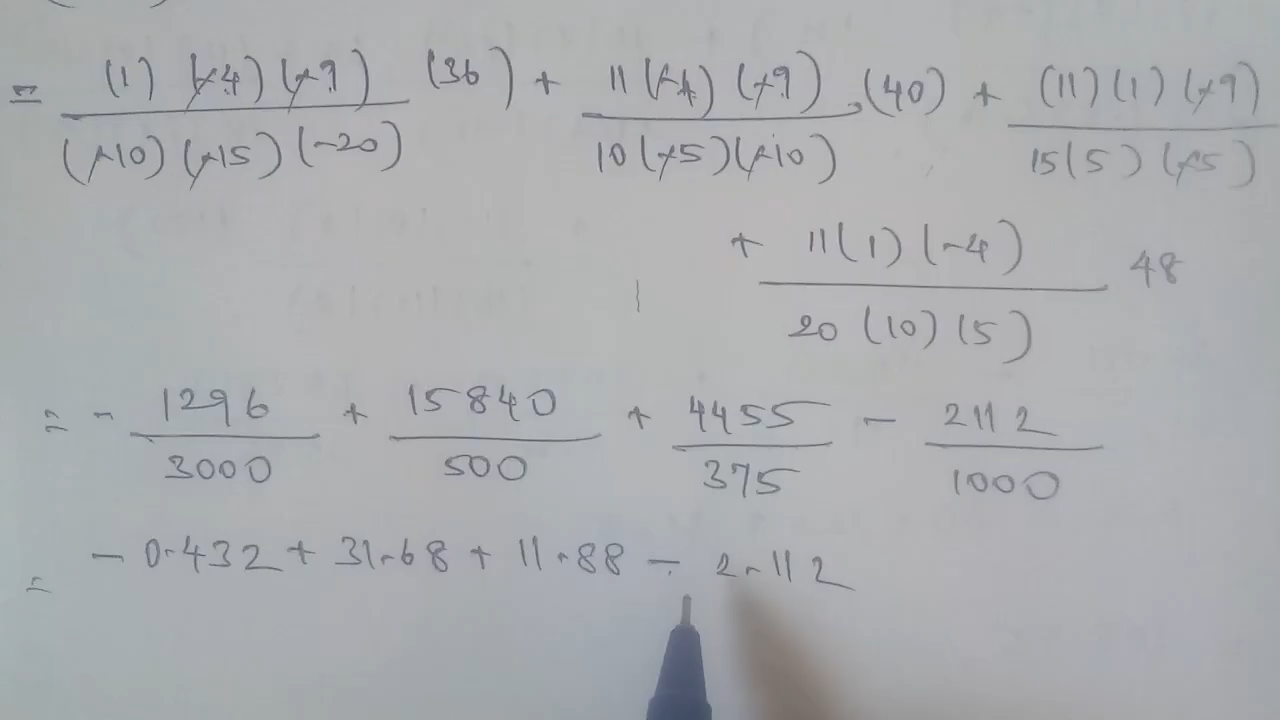 = (1) (-4) (-9) / (-10) (-15) (-20) (36) + 11 (-4) (-9) / 10 (-5) (-10) . (40) + (11) (1) (-9) / 15 (5) (-5)
+ 11 (1) (-4) / 20 (10) (5) 48
= - 1296 / 3000 + 15840 / 500 + 4455 / 375 - 2112 / 1000
= - 0.432 + 31.68 + 11.88 - 2.112